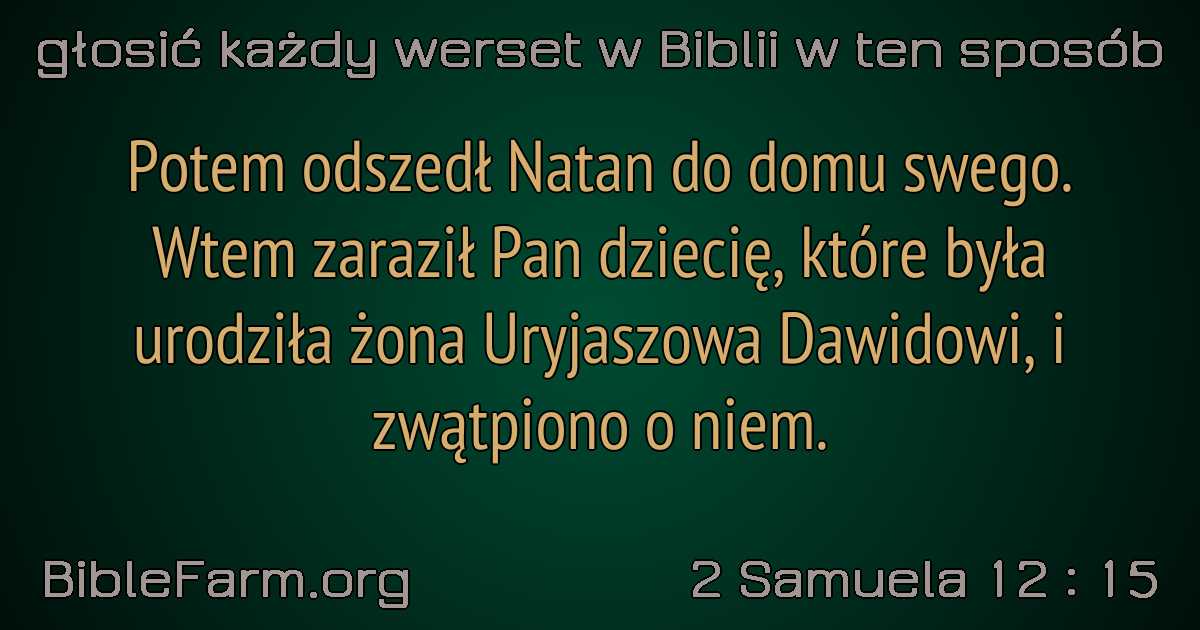 głosić każdy werset w Biblii w ten sposób
Potem odszedł Natan do domu swego.
Wtem zaraził Pan dziecię, które była
urodziła żona Uryjaszowa Dawidowi, i
zwątpiono o niem.
BibleFarm.org
2 Samuela 12 : 15